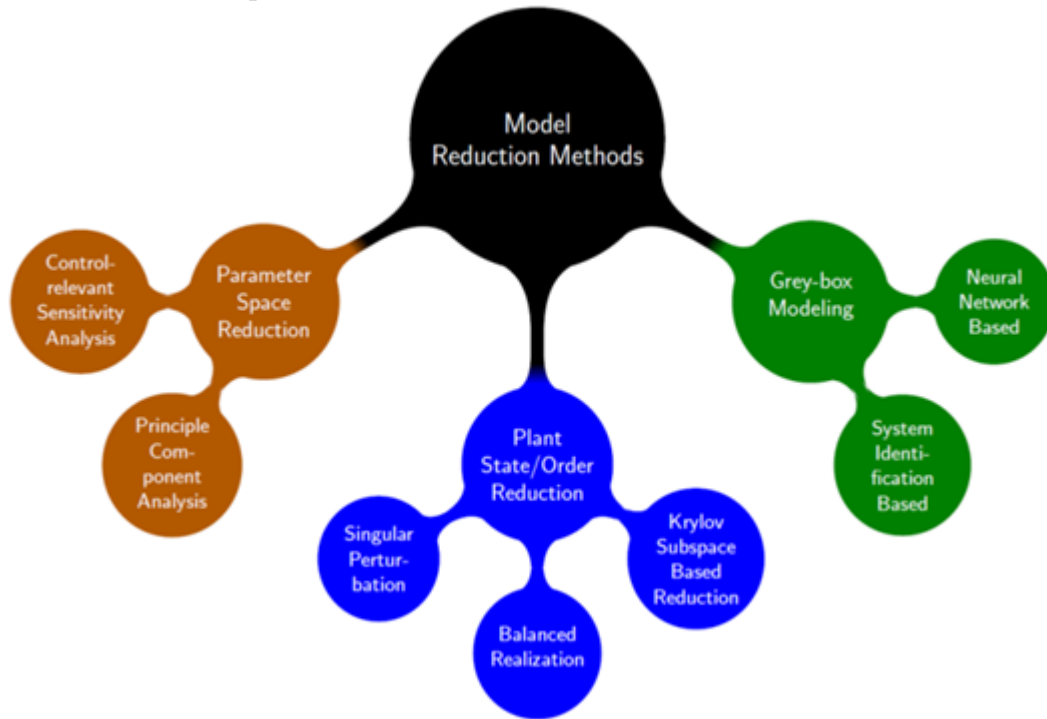 Model
Reduction Methods
Control-
relevant
Sensitivity
Analysis
Parameter
Space
Reduction
Principle
Com-
ponent
Analysis
Plant
State/Order
Reduction
Singular
Pertur-
bation
Balanced
Realization
Krylov
Subspace
Based
Reduction
Grey-box
Modeling
Neural
Network
Based
System
Identi-
fication
Based